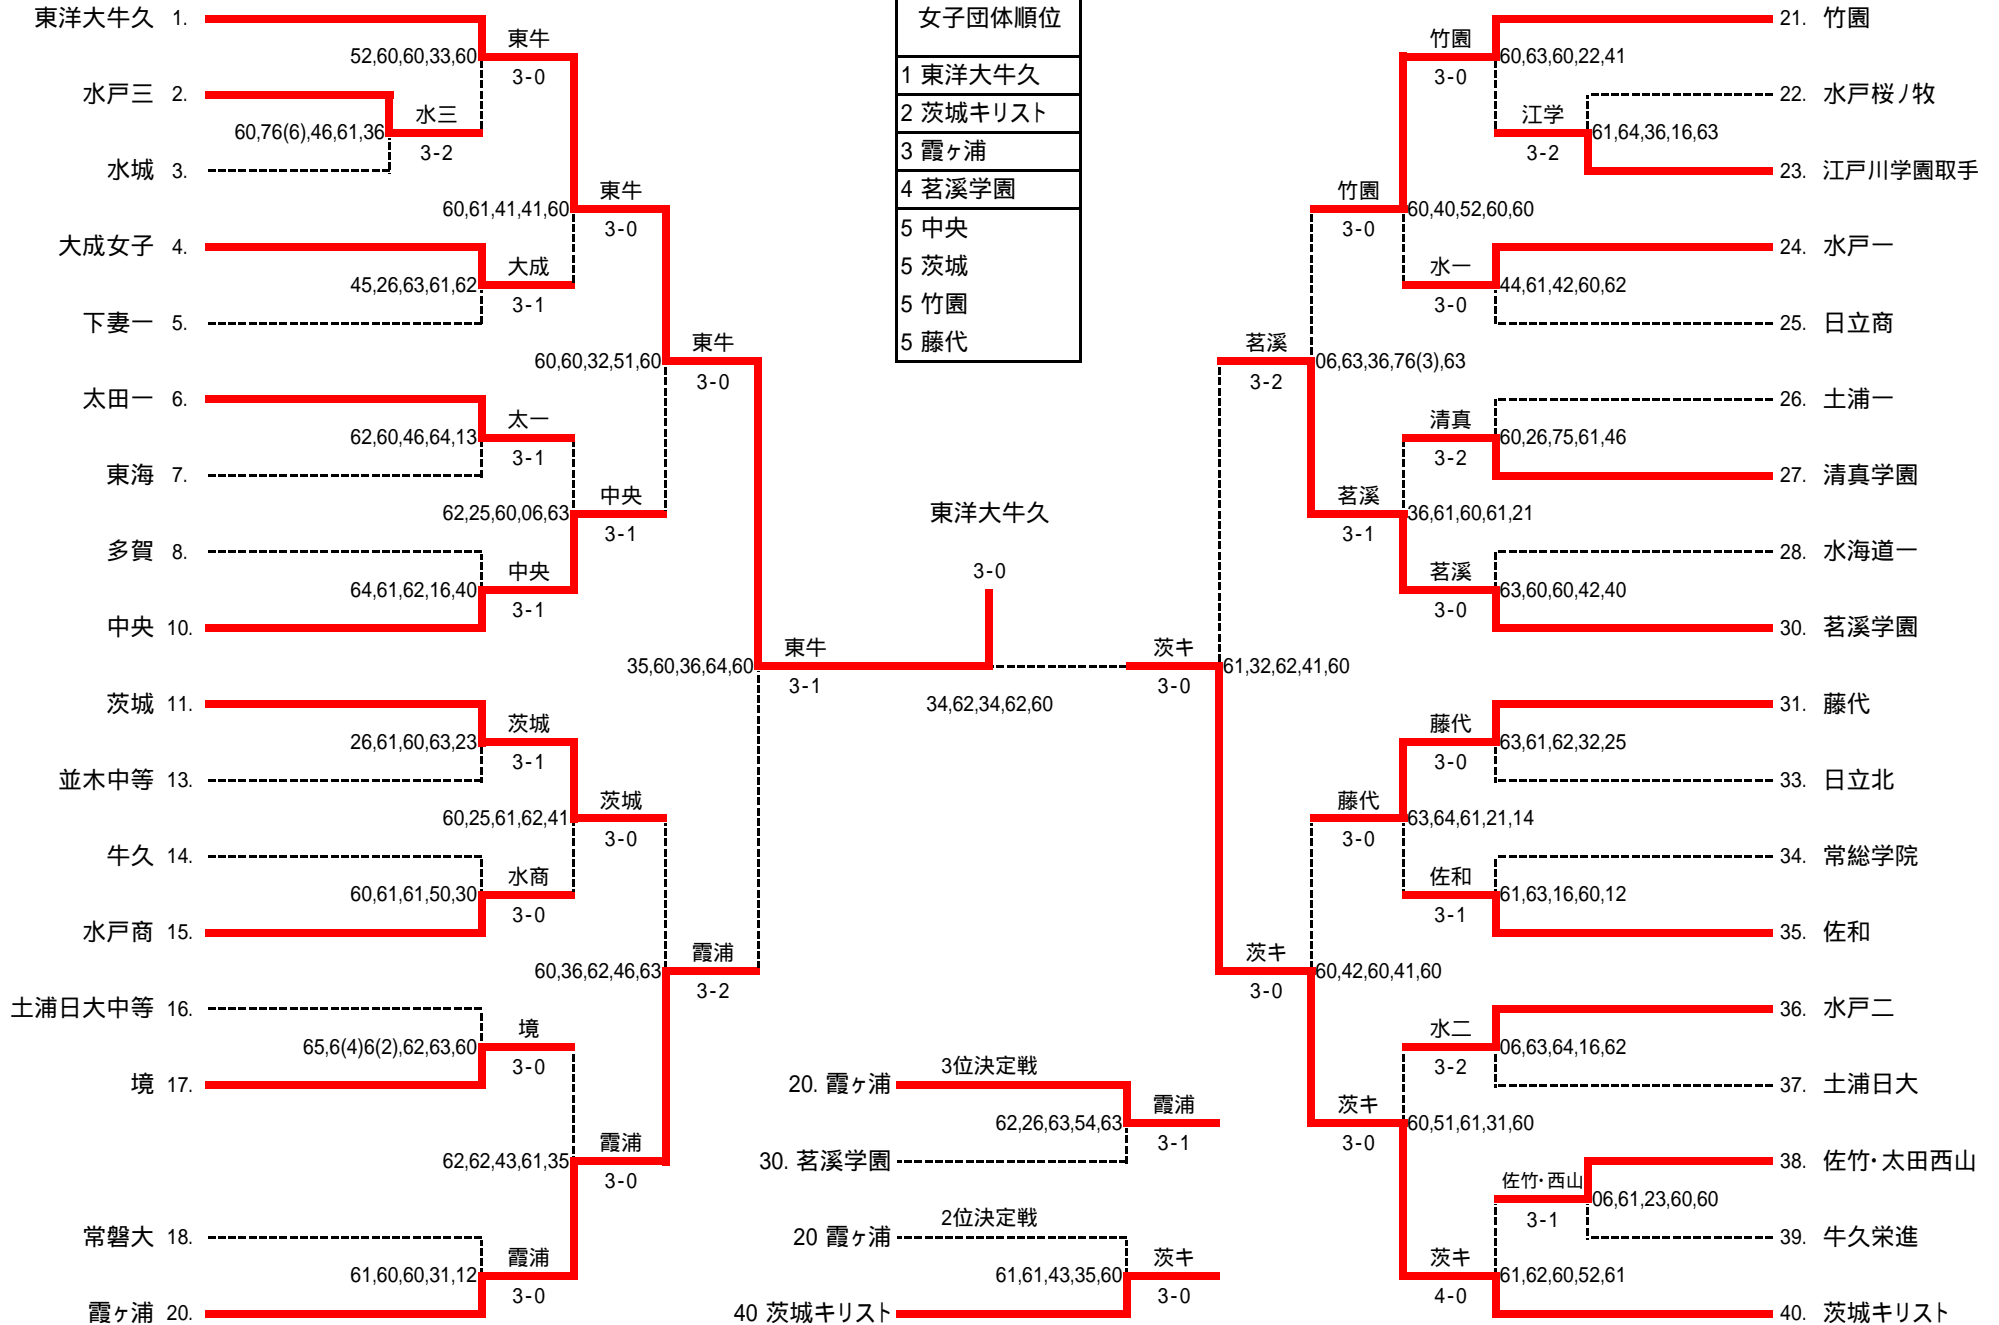 東洋大牛久 1.
52,60,60,33,60
東牛
3-0
水戸三 2.
60,76(6),46,61,36
水三
3-2
水城 3.
60,61,41,41,60
東牛
3-0
大成女子 4.
45,26,63,61,62
大成
3-1
下妻一 5.
60,60,32,51,60
東牛
3-0
太田一 6.
62,60,46,64,13
太一
3-1
東海 7.
62,25,60,06,63
中央
3-1
多賀 8.
64,61,62,16,40
中央
3-1
中央 10.
35,60,36,64,60
東牛
3-1
茨城 11.
26,61,60,63,23
茨城
3-1
並木中等 13.
60,25,61,62,41
茨城
3-0
牛久 14.
60,61,61,50,30
水商
3-0
水戸商 15.
60,36,62,46,63
霞浦
3-2
土浦日大中等 16.
65,6(4)6(2),62,63,60
境
3-0
境 17.
62,62,43,61,35
霞浦
3-0
常磐大 18.
61,60,60,31,12
霞浦
3-0
霞ヶ浦 20.
女子団体順位
1 東洋大牛久
2 茨城キリスト
3 霞ヶ浦
4 茗溪学園
5 中央
5 茨城
5 竹園
5 藤代
東洋大牛久
3-0
34,62,34,62,60
3位決定戦
20. 霞ヶ浦
62,26,63,54,63
霞浦
3-1
30. 茗溪学園
2位決定戦
20 霞ヶ浦
61,61,43,35,60
茨キ
3-0
40 茨城キリスト
21. 竹園
竹園
3-0
60,63,60,22,41
22. 水戸桜ノ牧
江学
3-2
61,64,36,16,63
23. 江戸川学園取手
竹園
3-0
60,40,52,60,60
24. 水戸一
水一
3-0
44,61,42,60,62
25. 日立商
茗溪
3-2
06,63,36,76(3),63
26. 土浦一
清真
3-2
60,26,75,61,46
27. 清真学園
茗溪
3-1
36,61,60,61,21
28. 水海道一
茗溪
3-0
63,60,60,42,40
30. 茗溪学園
茨キ
3-0
61,32,62,41,60
31. 藤代
藤代
3-0
63,61,62,32,25
33. 日立北
藤代
3-0
63,64,61,21,14
34. 常総学院
佐和
3-1
61,63,16,60,12
35. 佐和
茨キ
3-0
60,42,60,41,60
36. 水戸二
水二
3-2
06,63,64,16,62
37. 土浦日大
茨キ
3-0
60,51,61,31,60
38. 佐竹・太田西山
佐竹・西山
3-1
06,61,23,60,60
39. 牛久栄進
茨キ
4-0
61,62,60,52,61
40. 茨城キリスト